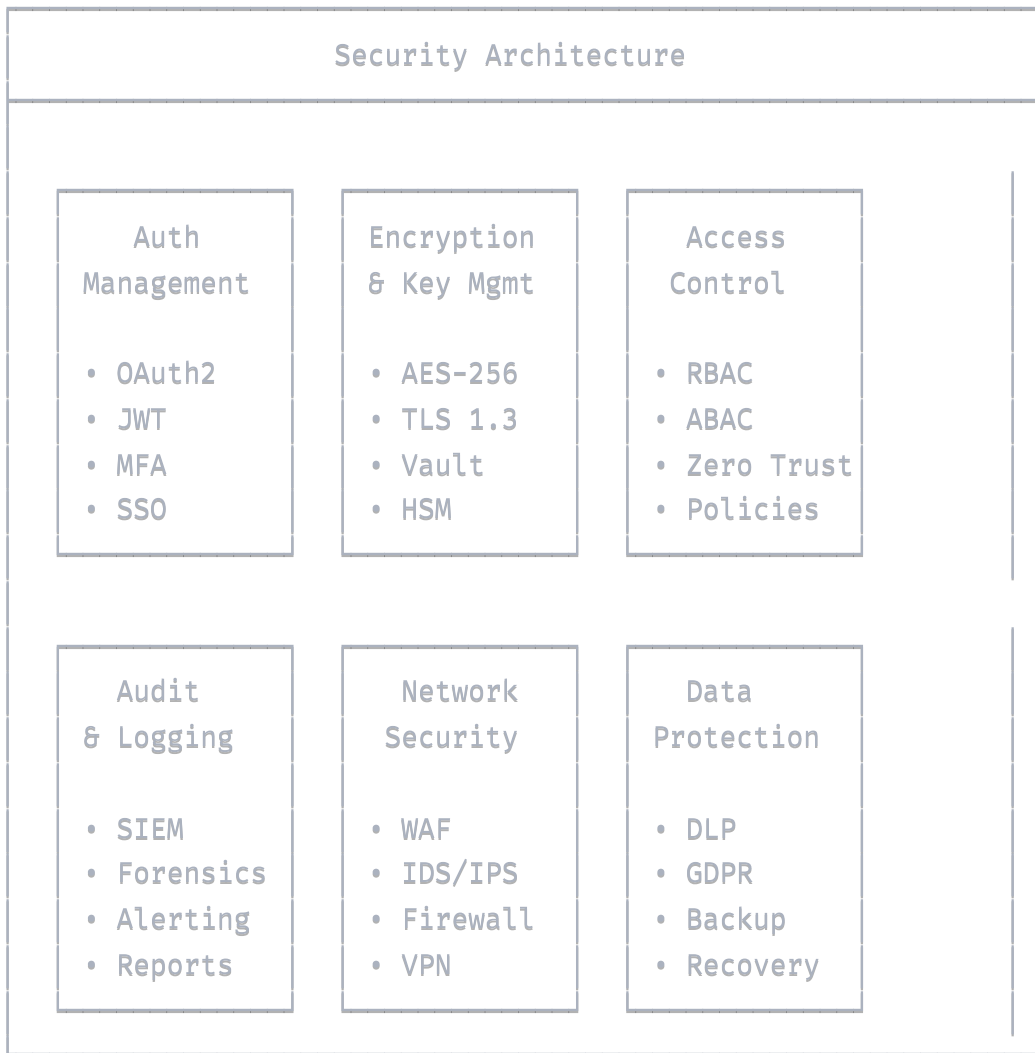 Security Architecture
Auth
Management
• OAuth2
• JWT
• MFA
• SSO
Encryption
& Key Mgmt
• AES-256
• TLS 1.3
• Vault
• HSM
Access
Control
• RBAC
• ABAC
• Zero Trust
• Policies
Audit
& Logging
• SIEM
• Forensics
• Alerting
• Reports
Network
Security
• WAF
• IDS/IPS
• Firewall
• VPN
Data
Protection
• DLP
• GDPR
• Backup
• Recovery